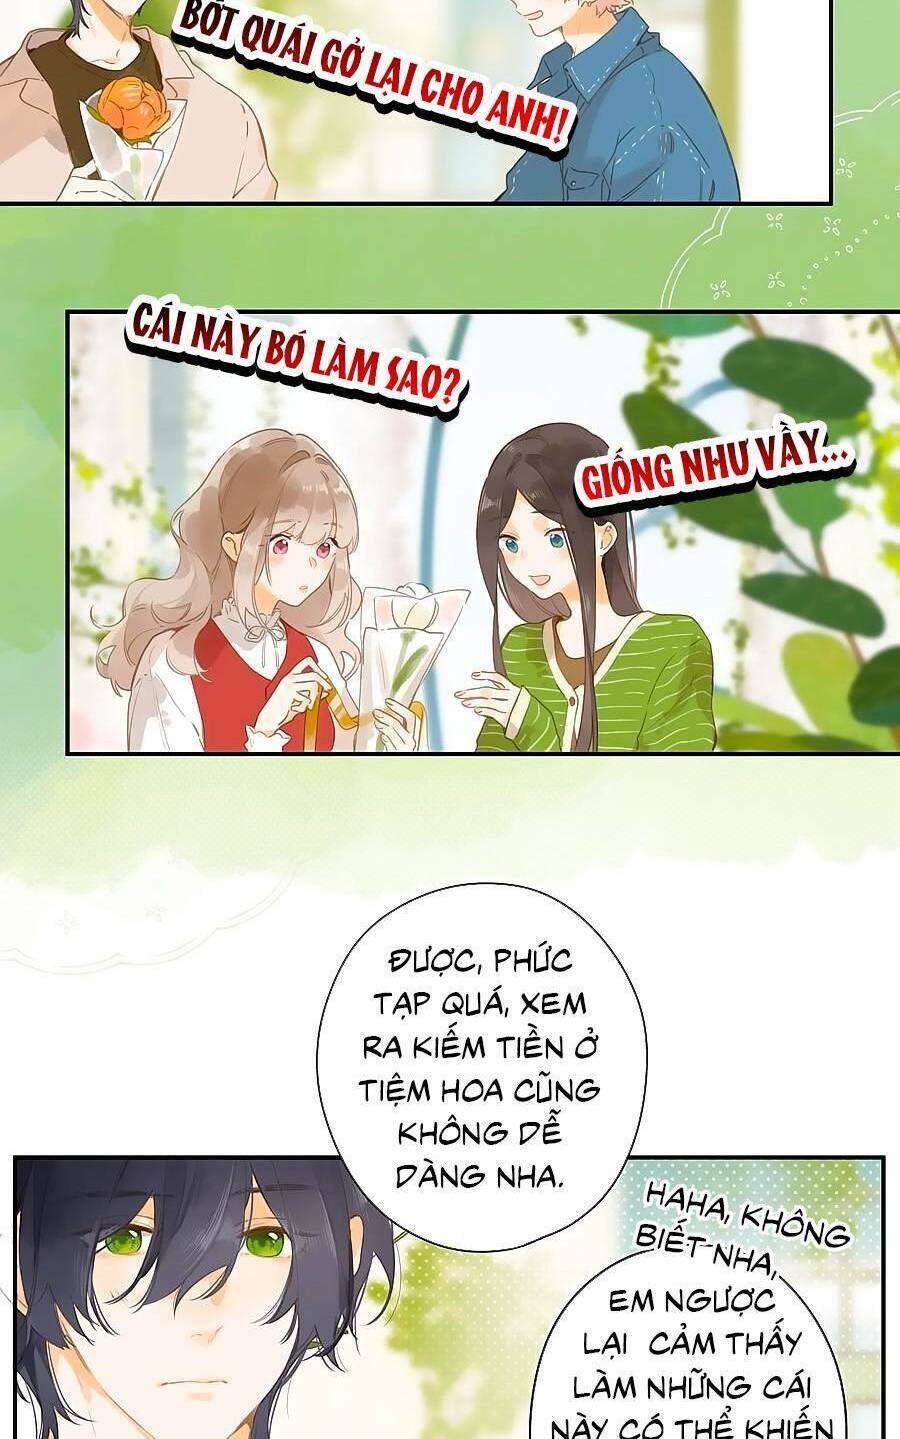 BỚT QUÁI GỞ LẠI CHO ANH!
CÁI NÀY BÓ LÀM SAO?
GIỐNG NHƯ VẦY...
ĐƯỢC, PHỨC
TẠP QUÁ, XEM
RA KIẾM TIỀN Ở
TIỆM HOA CŨNG
KHÔNG DỄ
DÀNG NHA.
HAHA, KHÔNG
BIẾT NHA,
EM NGƯỢC
LẠI CẢM THẤY
LÀM NHỮNG CÁI
NÀY CÓ THỂ KHIẾN